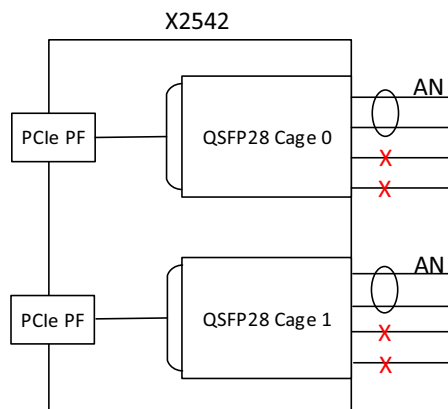 X2542
AN
PCIe PF
QSFP28 Cage 0
X
X
AN
PCIe PF
QSFP28 Cage 1
X
X